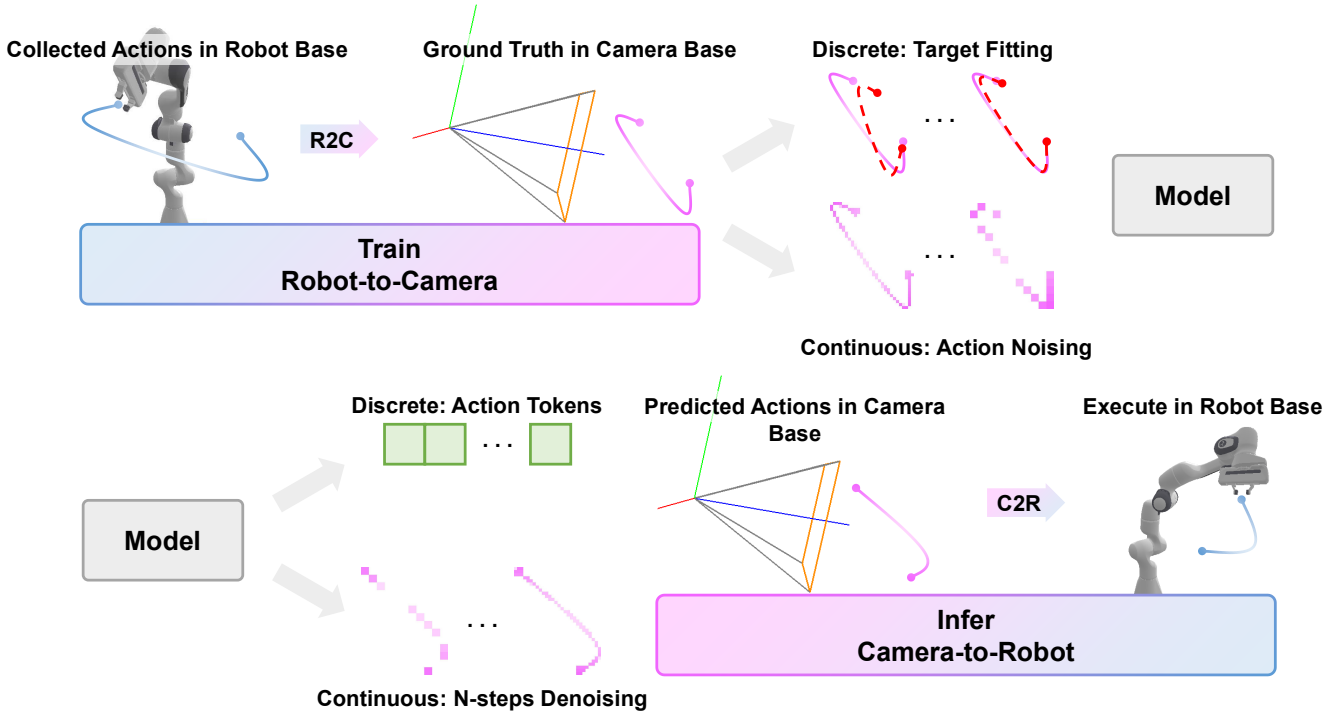 Collected Actions in Robot Base
Ground Truth in Camera Base
Discrete: Target Fitting
R2C
. . .
Model
Train
Robot-to-Camera
. . .
Continuous: Action Noising
Discrete: Action Tokens
Predicted Actions in Camera
Base
Execute in Robot Base
. . .
Model
C2R
. . .
Infer
Camera-to-Robot
Continuous: N-steps Denoising